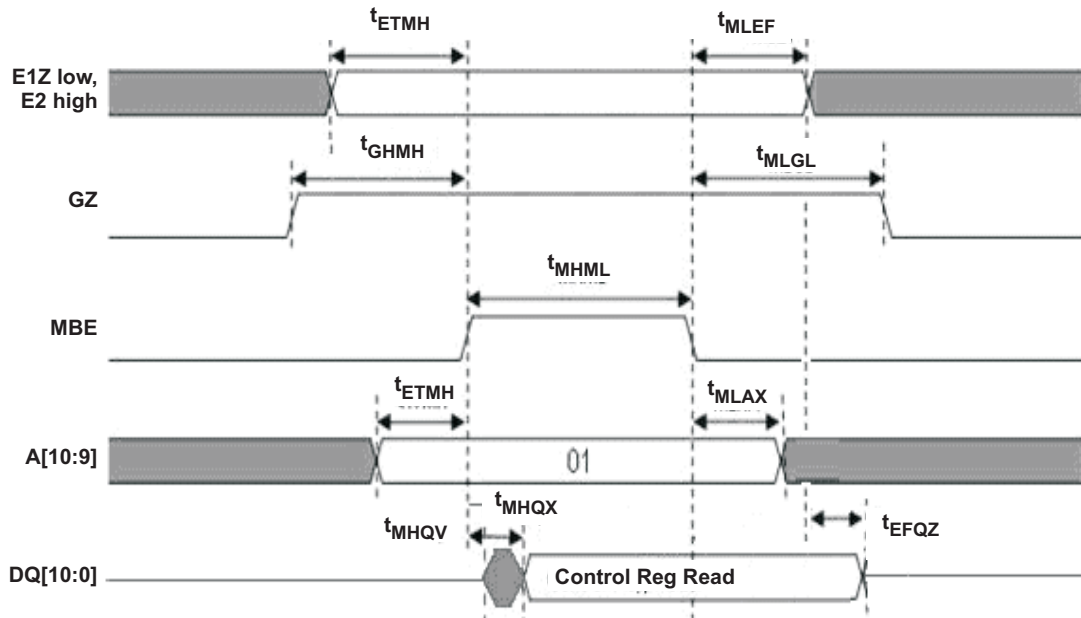 tETMH
tMLEF
E1Z low,
E2 high
tGHMH
tMLGL
GZ
tMHML
MBE
tETMH
tMLAX
A[10:9]
01
tMHQX
tMHQV
tEFQZ
DQ[10:0]
Control Reg Read